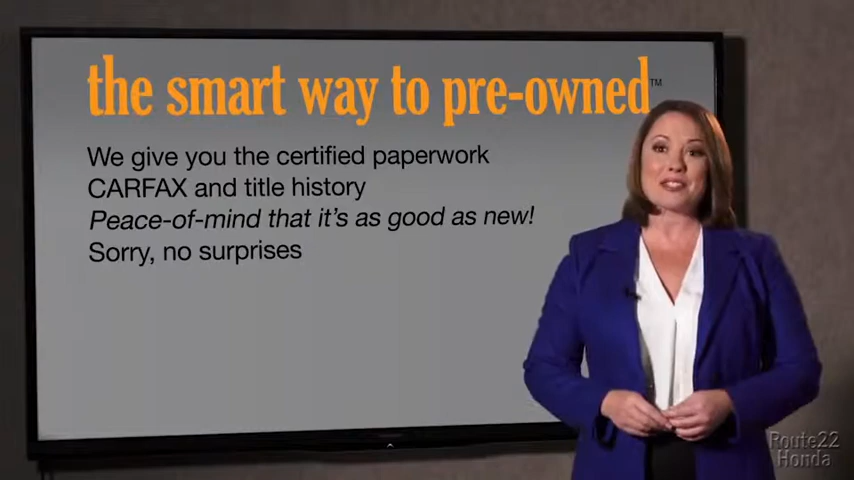 the smart way to pre-owned™
We give you the certified paperwork
CARFAX and title history
Peace-of-mind that it's as good as new!
Sorry, no surprises
Route22
Honda